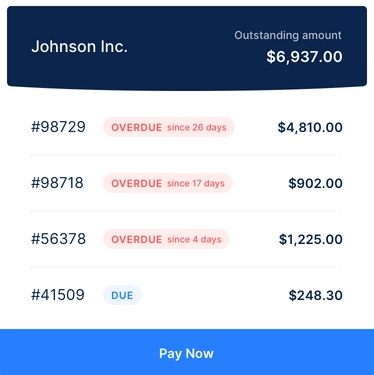 Johnson Inc.
Outstanding amount
$6,937.00
#98729 OVERDUE since 26 days $4,810.00
#98718 OVERDUE since 17 days $902.00
#56378 OVERDUE since 4 days $1,225.00
#41509 DUE $248.30
Pay Now